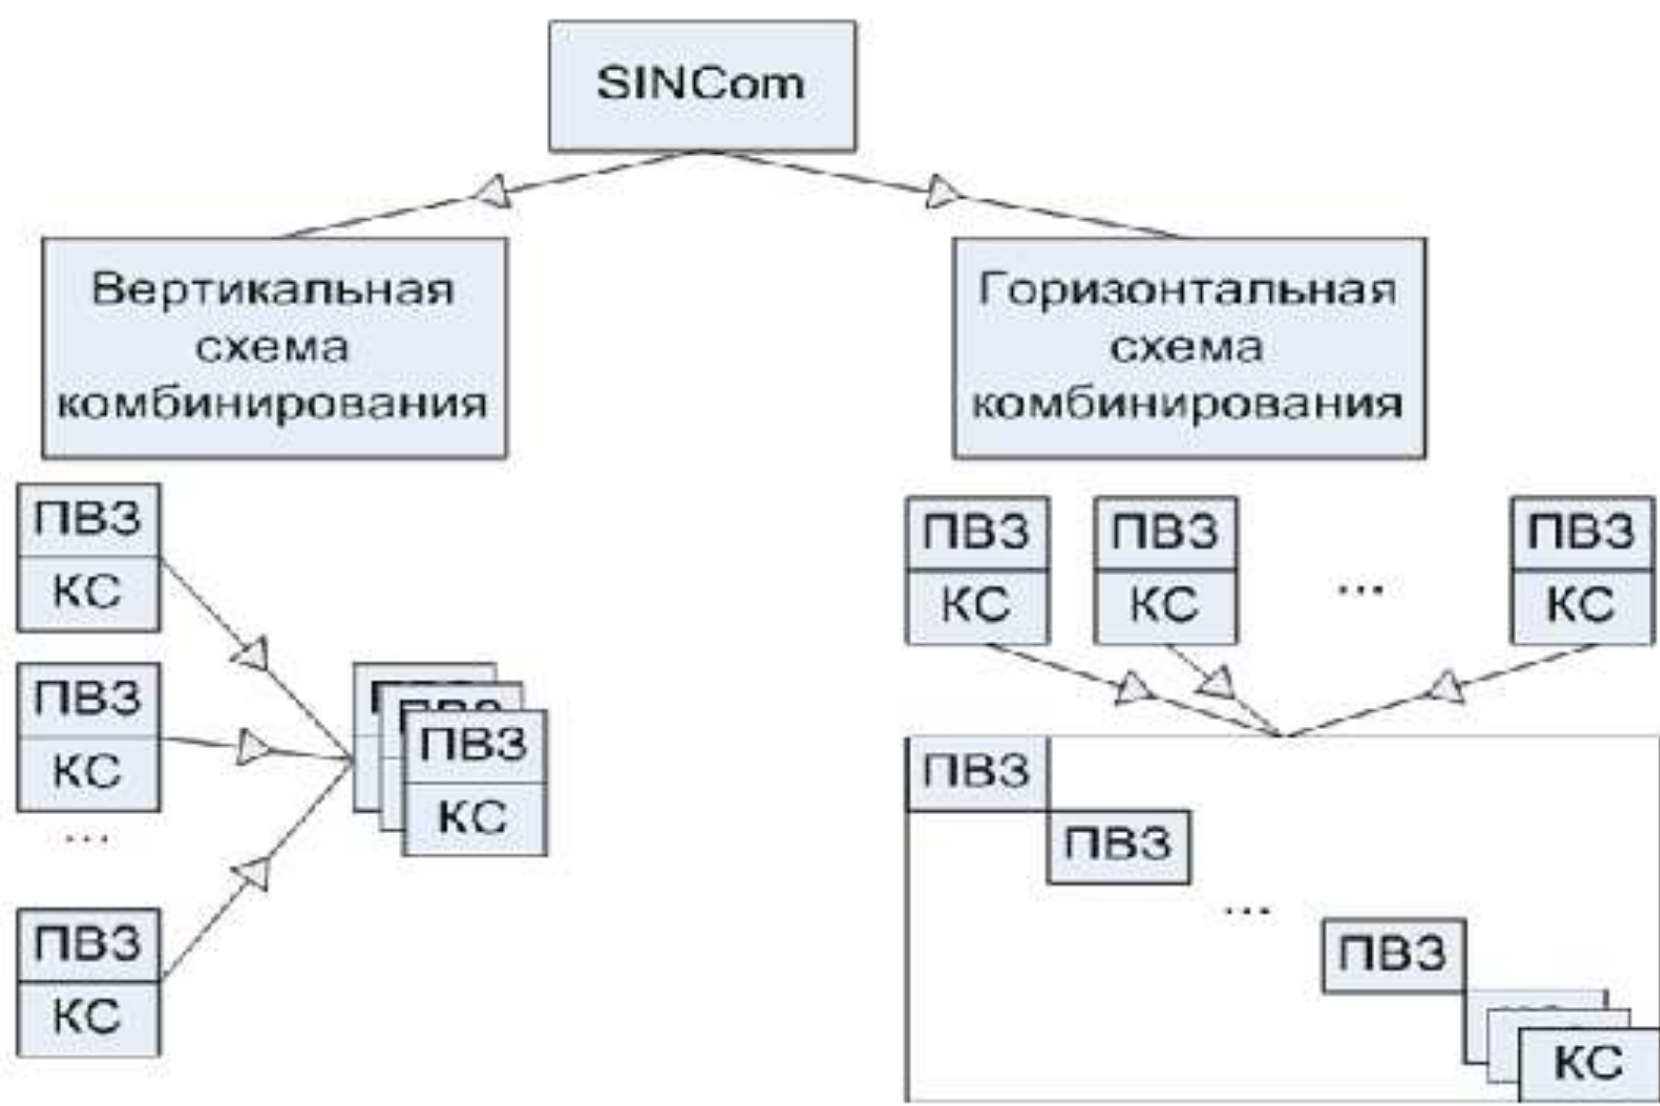 SINCom
Вертикальная
схема
комбинирования
Горизонтальная
схема
комбинирования
ПВЗ
КС
ПВЗ
КС
...
ПВЗ
КС
ПВЗ
КС
ПВЗ
КС
ПВЗ
КС
...
ПВЗ
КС
ПВЗ
ПВЗ
...
ПВЗ
КС